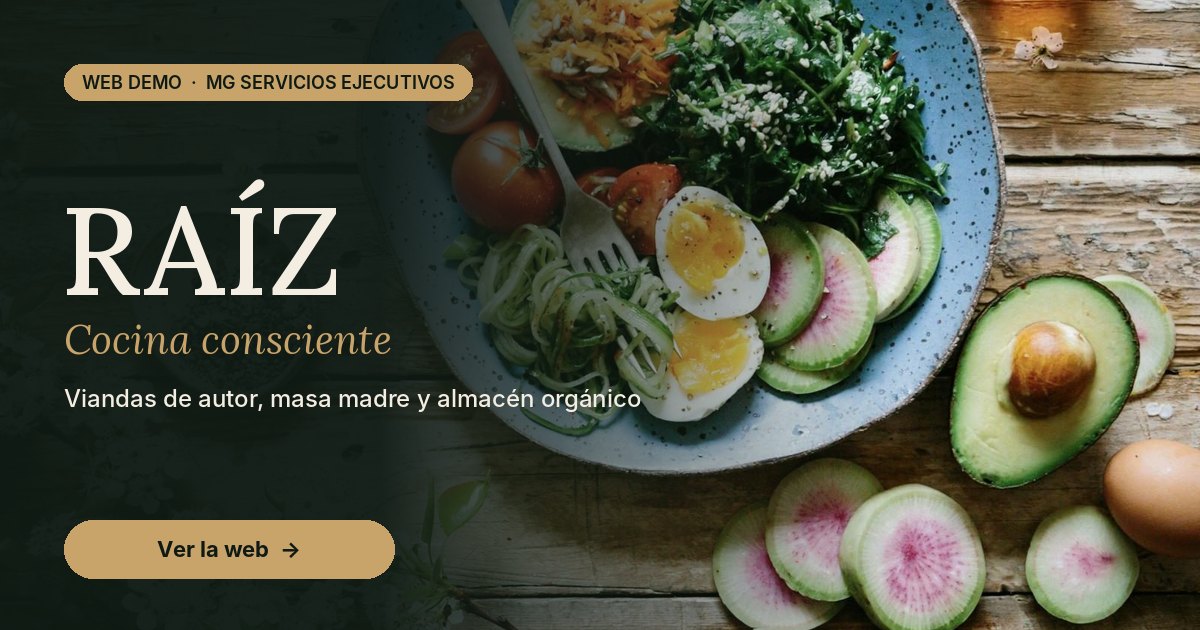 WEB DEMO · MG SERVICIOS EJECUTIVOS
RAÍZ
Cocina consciente
Viandas de autor, masa madre y almacén orgánico
Ver la web →